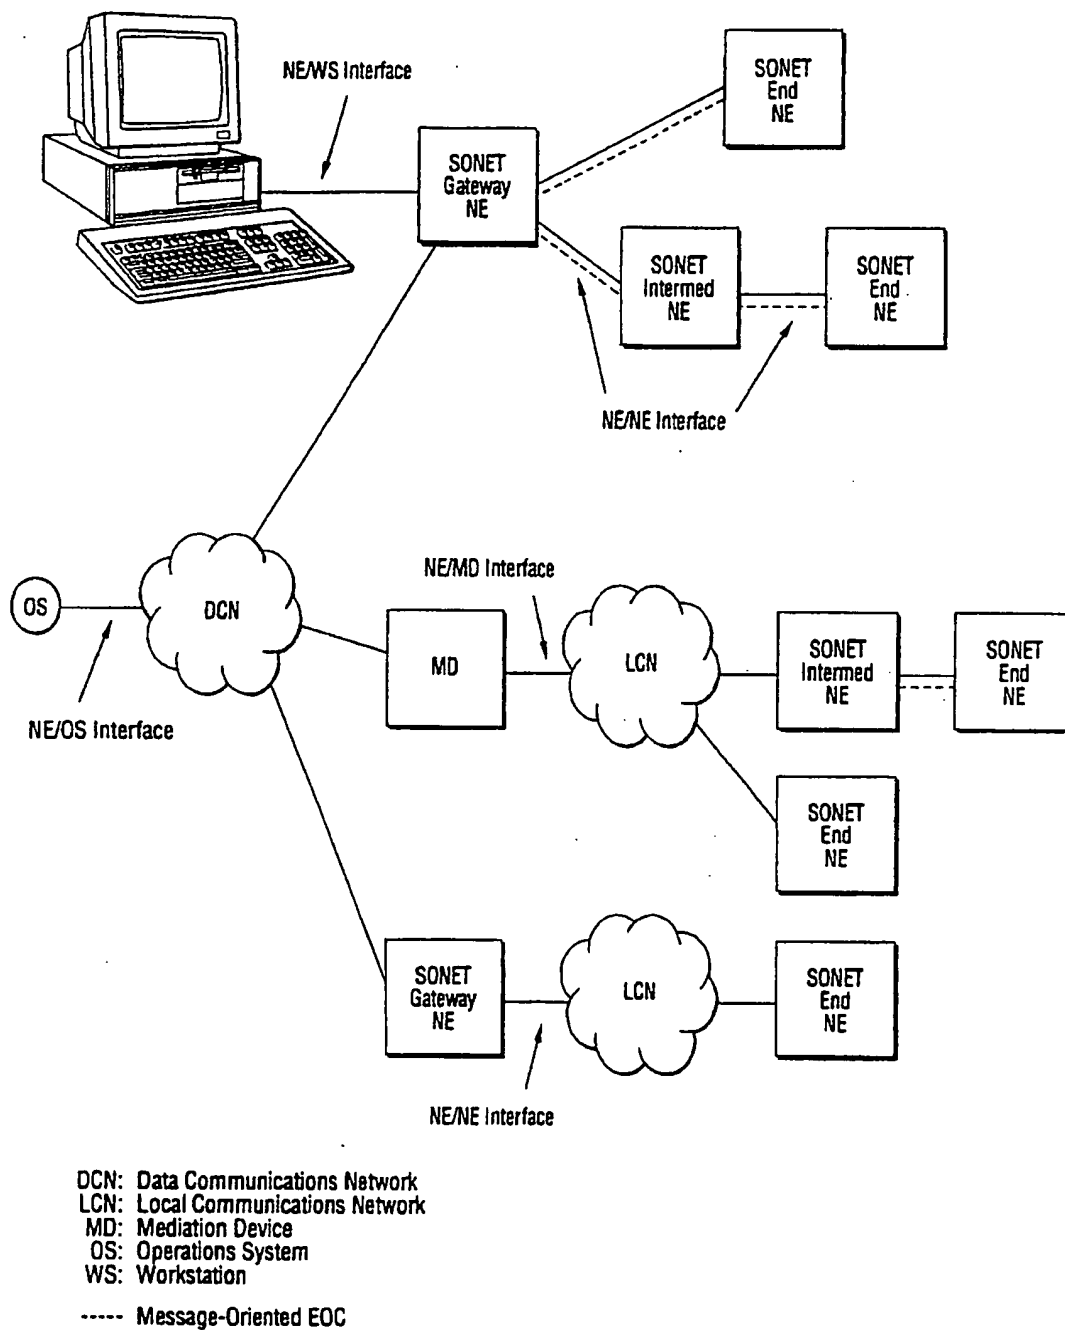 NE/WS Interface
SONET
End
NE
SONET
Gateway
NE
SONET
Intermed
NE
SONET
End
NE
NE/NE Interface
OS
DCN
NE/OS Interface
NE/MD Interface
MD
LCN
SONET
Intermed
NE
SONET
End
NE
SONET
End
NE
SONET
Gateway
NE
LCN
SONET
End
NE
NE/NE Interface
DCN: Data Communications Network
LCN: Local Communications Network
MD: Mediation Device
OS: Operations System
WS: Workstation
----- Message-Oriented EOC